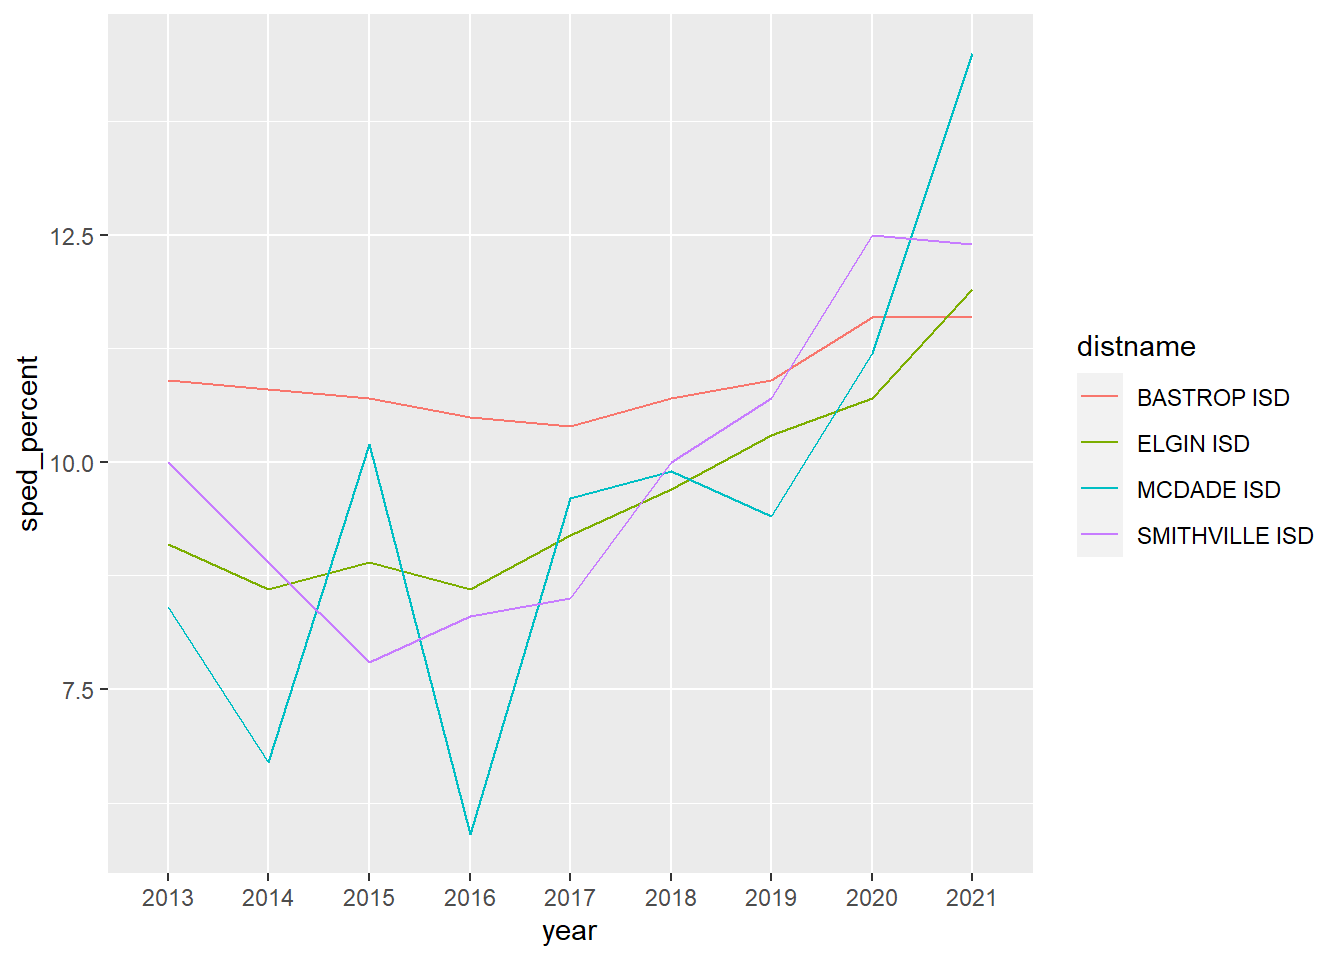 sped_percent
12.5
10.0
7.5
2013 2014 2015 2016 2017 2018 2019 2020 2021
year
distname
BASTROP ISD
ELGIN ISD
MCDADE ISD
SMITHVILLE ISD